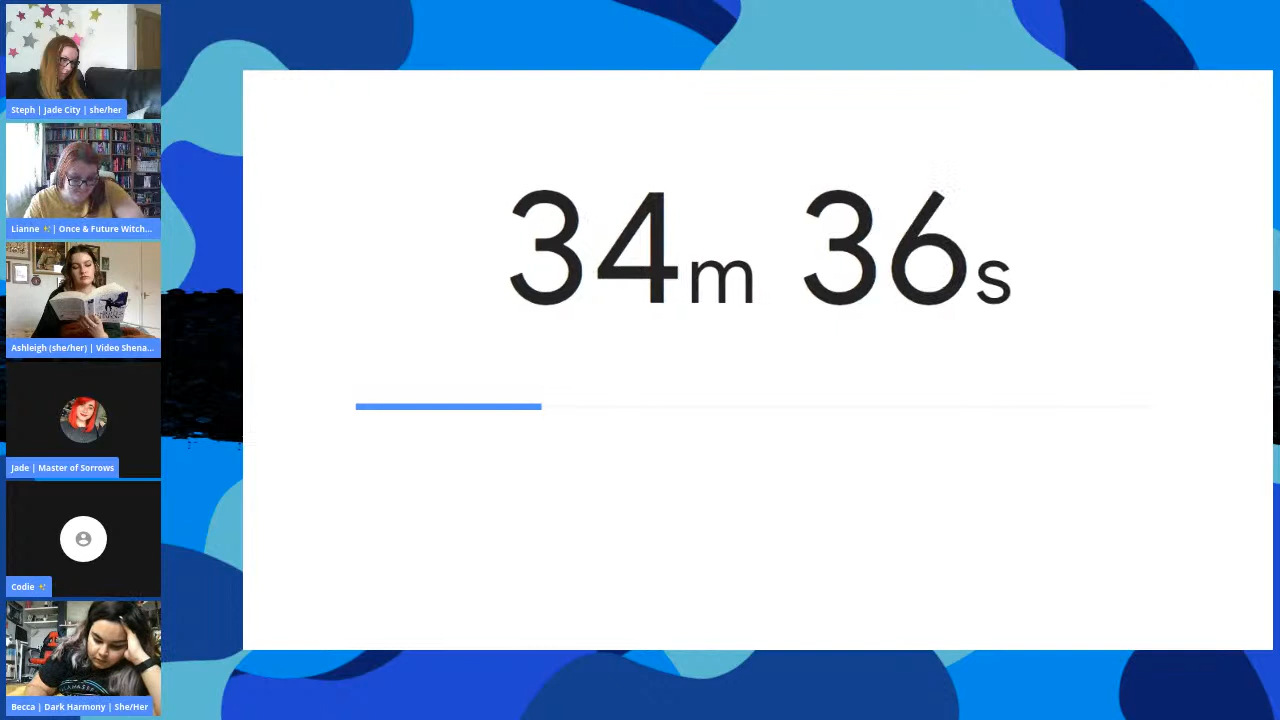 Steph | Jade City | she/her
Lianne ✨| Once & Future Witch...
Ashleigh (she/her) | Video Shena...
Jade | Master of Sorrows
Codie ✨
Becca | Dark Harmony | She/Her
34m 36s